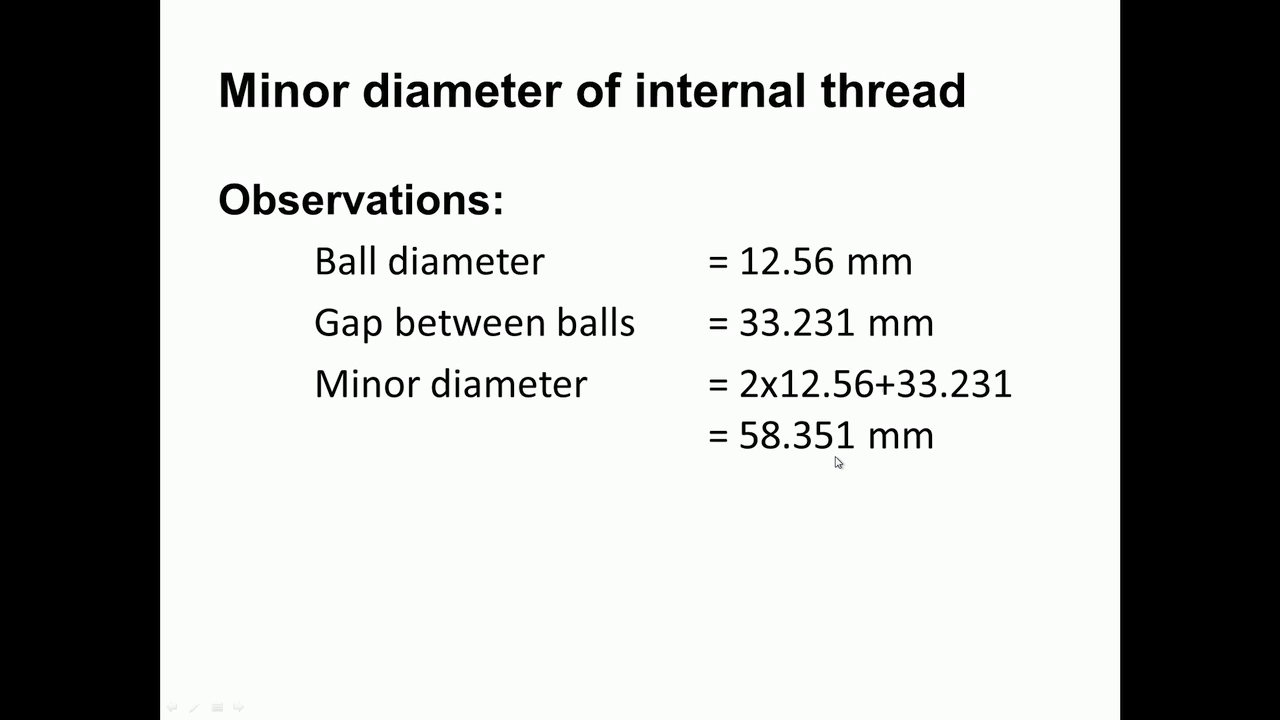 Minor diameter of internal thread
Observations:
Ball diameter = 12.56 mm
Gap between balls = 33.231 mm
Minor diameter = 2x12.56+33.231
= 58.351 mm